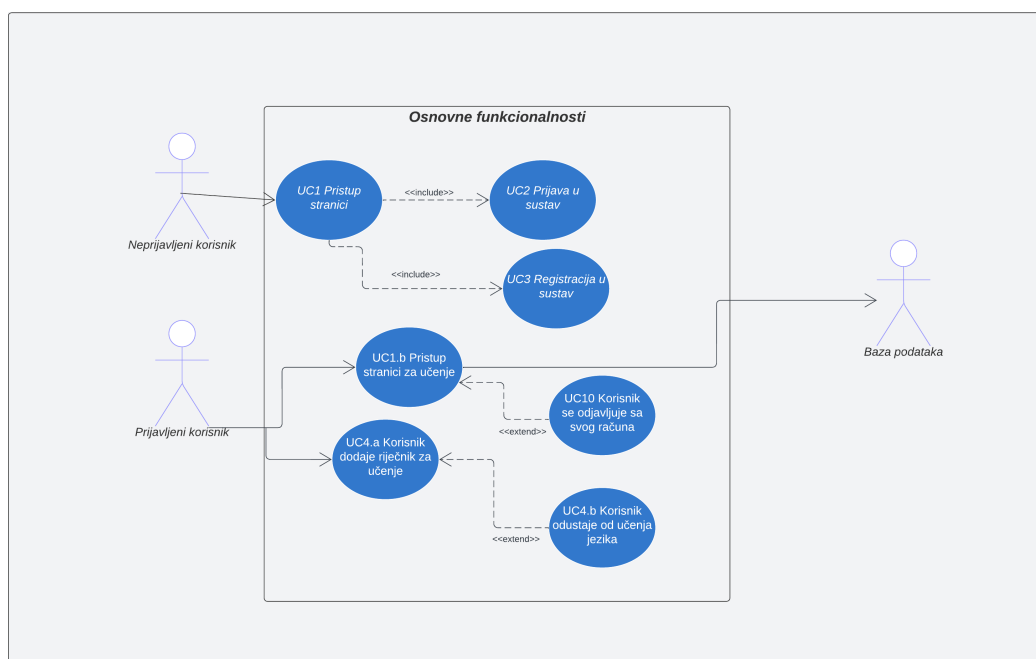 Osnovne funkcionalnosti
UC1 Pristup
stranici
<<include>>
UC2 Prijava u
sustav
Neprijavljeni korisnik
<<include>>
UC3 Registracija u
sustav
Baza podataka
UC1.b Pristup
stranici za učenje
UC10 Korisnik
se odjavljuje sa
svog računa
<<extend>>
Prijavljeni korisnik
UC4.a Korisnik
dodaje riječnik za
učenje
UC4.b Korisnik
odustaje od učenja
jezika
<<extend>>